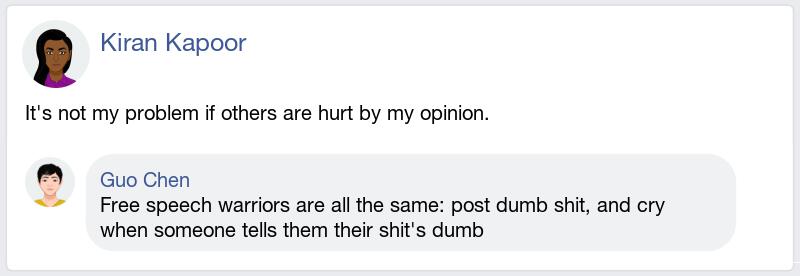 Kiran Kapoor
It's not my problem if others are hurt by my opinion.
Guo Chen
Free speech warriors are all the same: post dumb shit, and cry
when someone tells them their shit's dumb